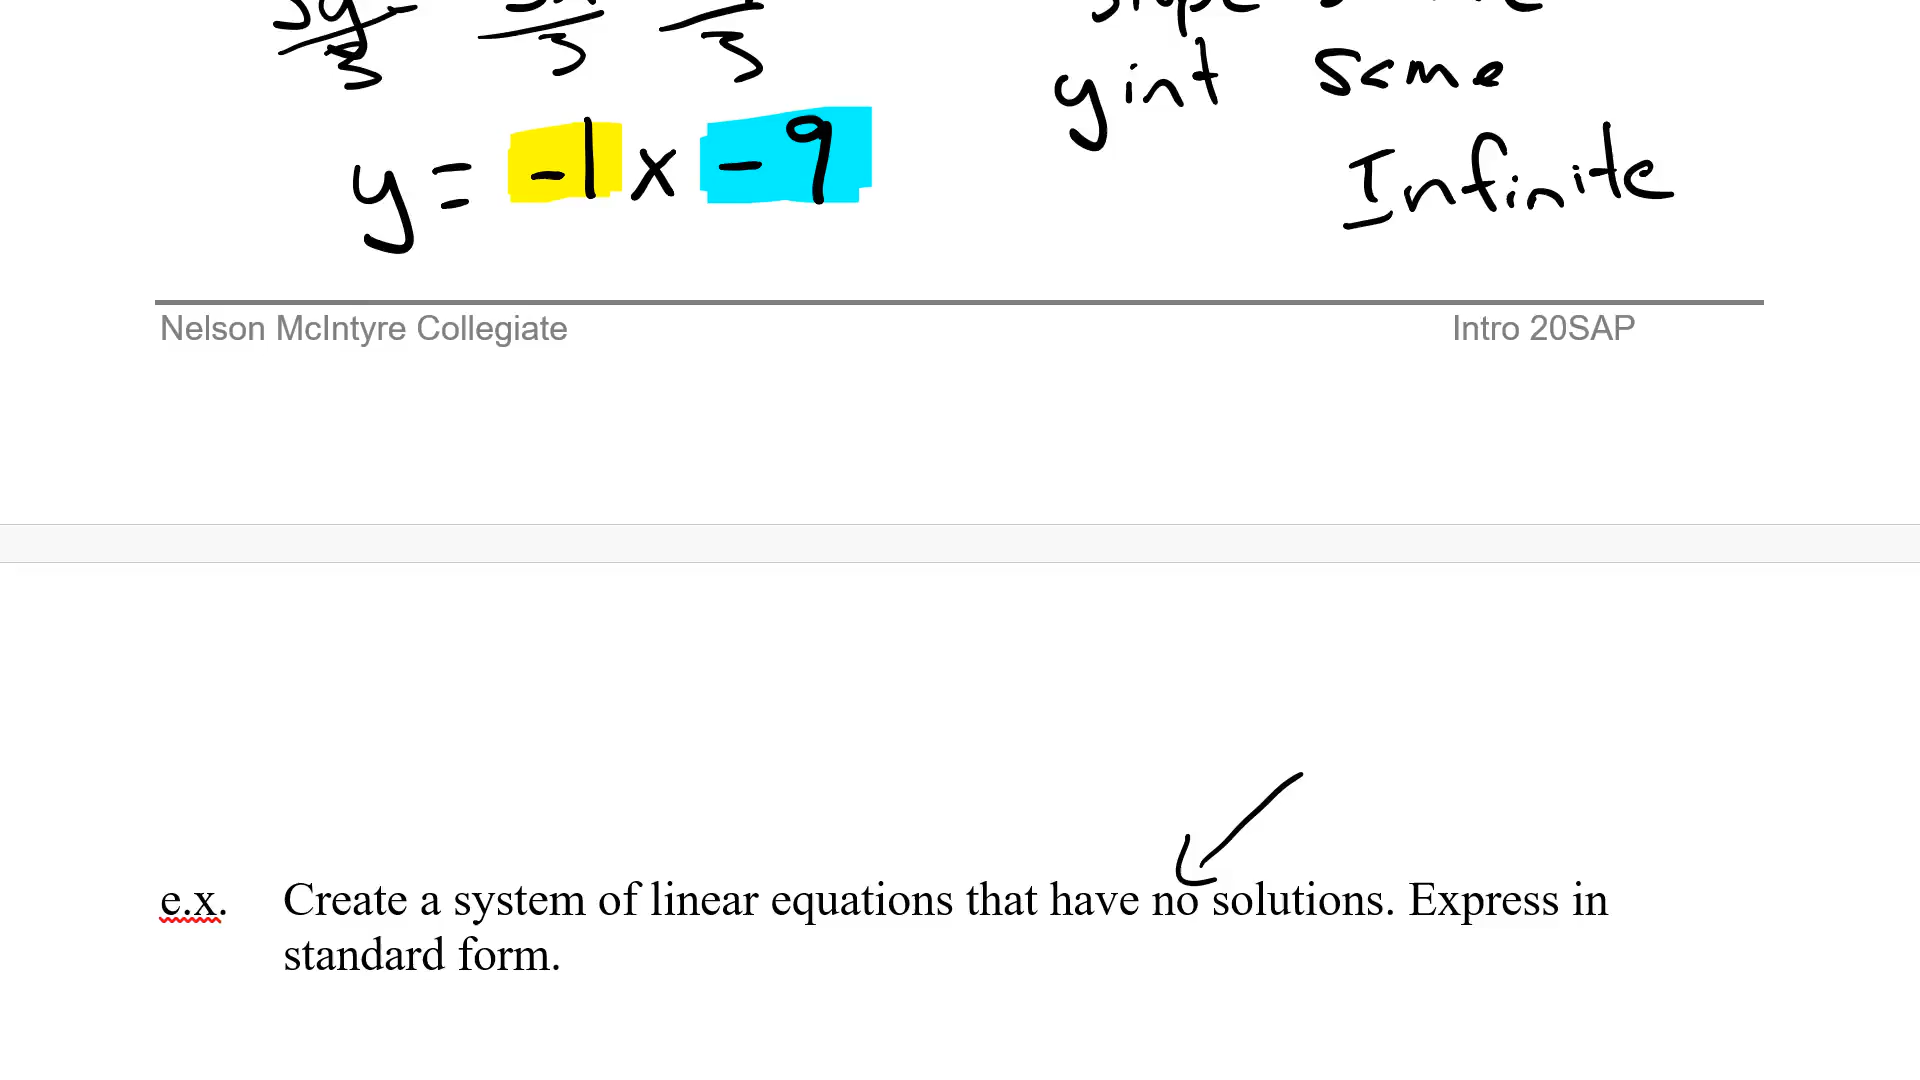 y int same
y = -1x -9
Infinite
Nelson McIntyre Collegiate Intro 20SAP
e.x. Create a system of linear equations that have no solutions. Express in
standard form.